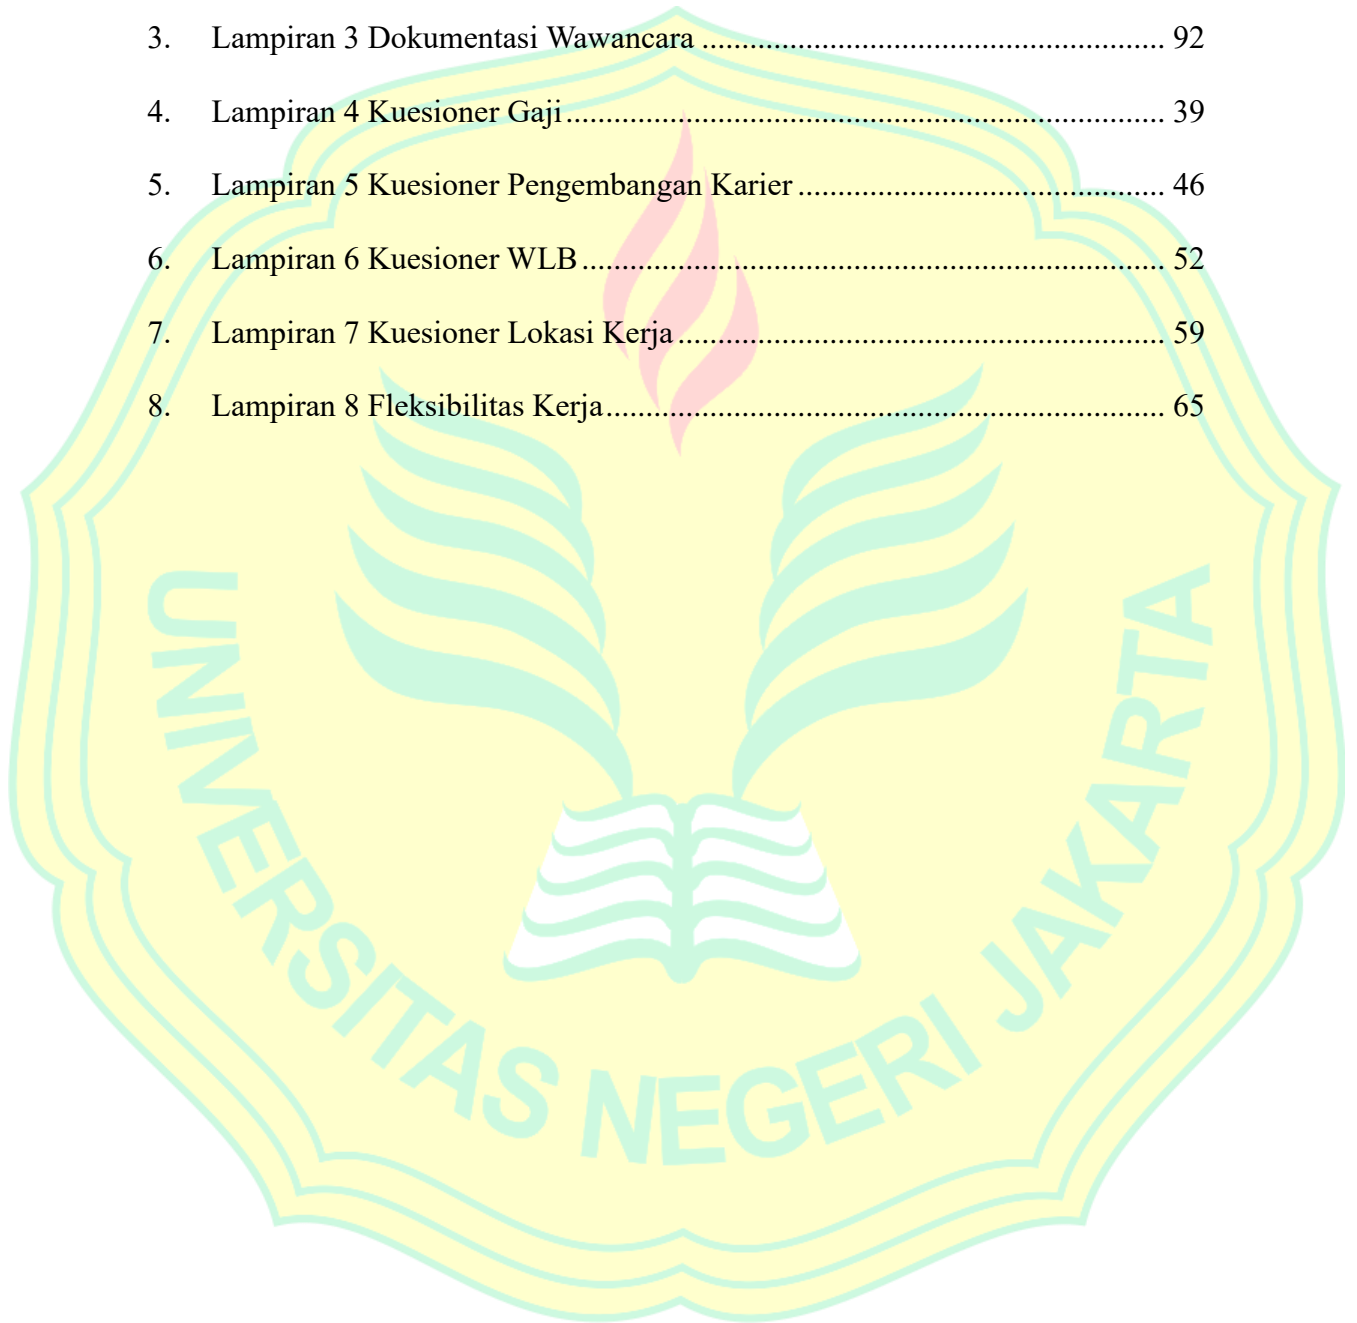 3. Lampiran 3 Dokumentasi Wawancara .......................................................... 92
4. Lampiran 4 Kuesioner Gaji ........................................................................... 39
5. Lampiran 5 Kuesioner Pengembangan Karier .............................................. 46
6. Lampiran 6 Kuesioner WLB ......................................................................... 52
7. Lampiran 7 Kuesioner Lokasi Kerja ............................................................. 59
8. Lampiran 8 Fleksibilitas Kerja ...................................................................... 65
UNIVERSITAS NEGERI JAKARTA